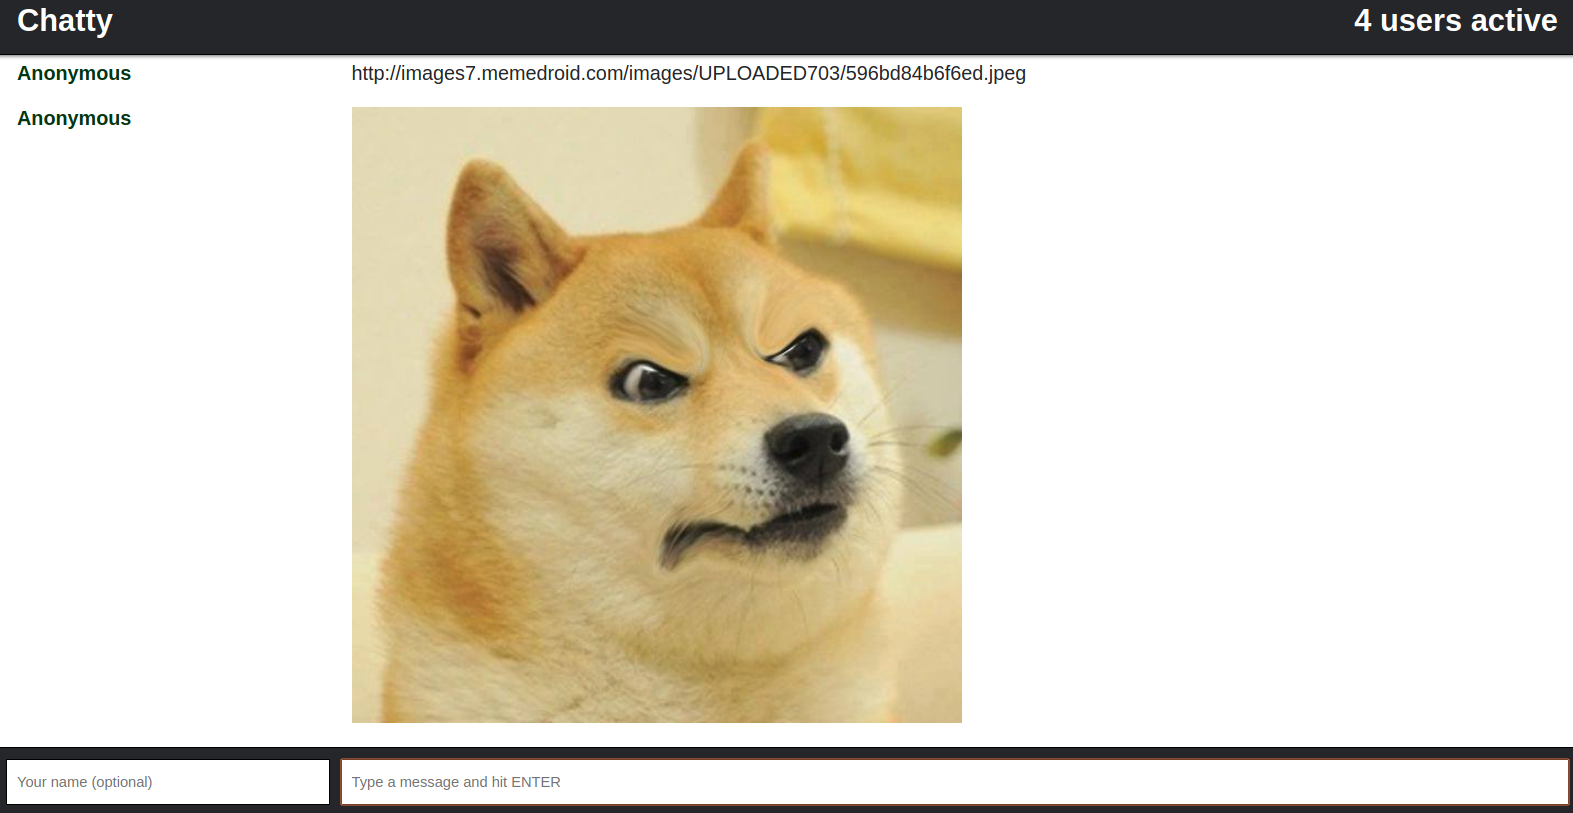 Chatty
4 users active
Anonymous
http://images7.memedroid.com/images/UPLOADED703/596bd84b6f6ed.jpeg
Anonymous
Your name (optional)
Type a message and hit ENTER